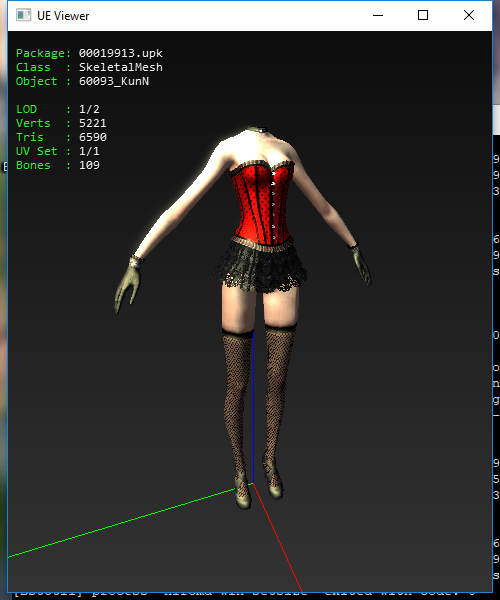 UE Viewer
Package: 00019913.upk
Class : SkeletalMesh
Object : 60093_KunN
LOD : 1/2
Verts : 5221
Tris : 6590
UV Set : 1/1
Bones : 109